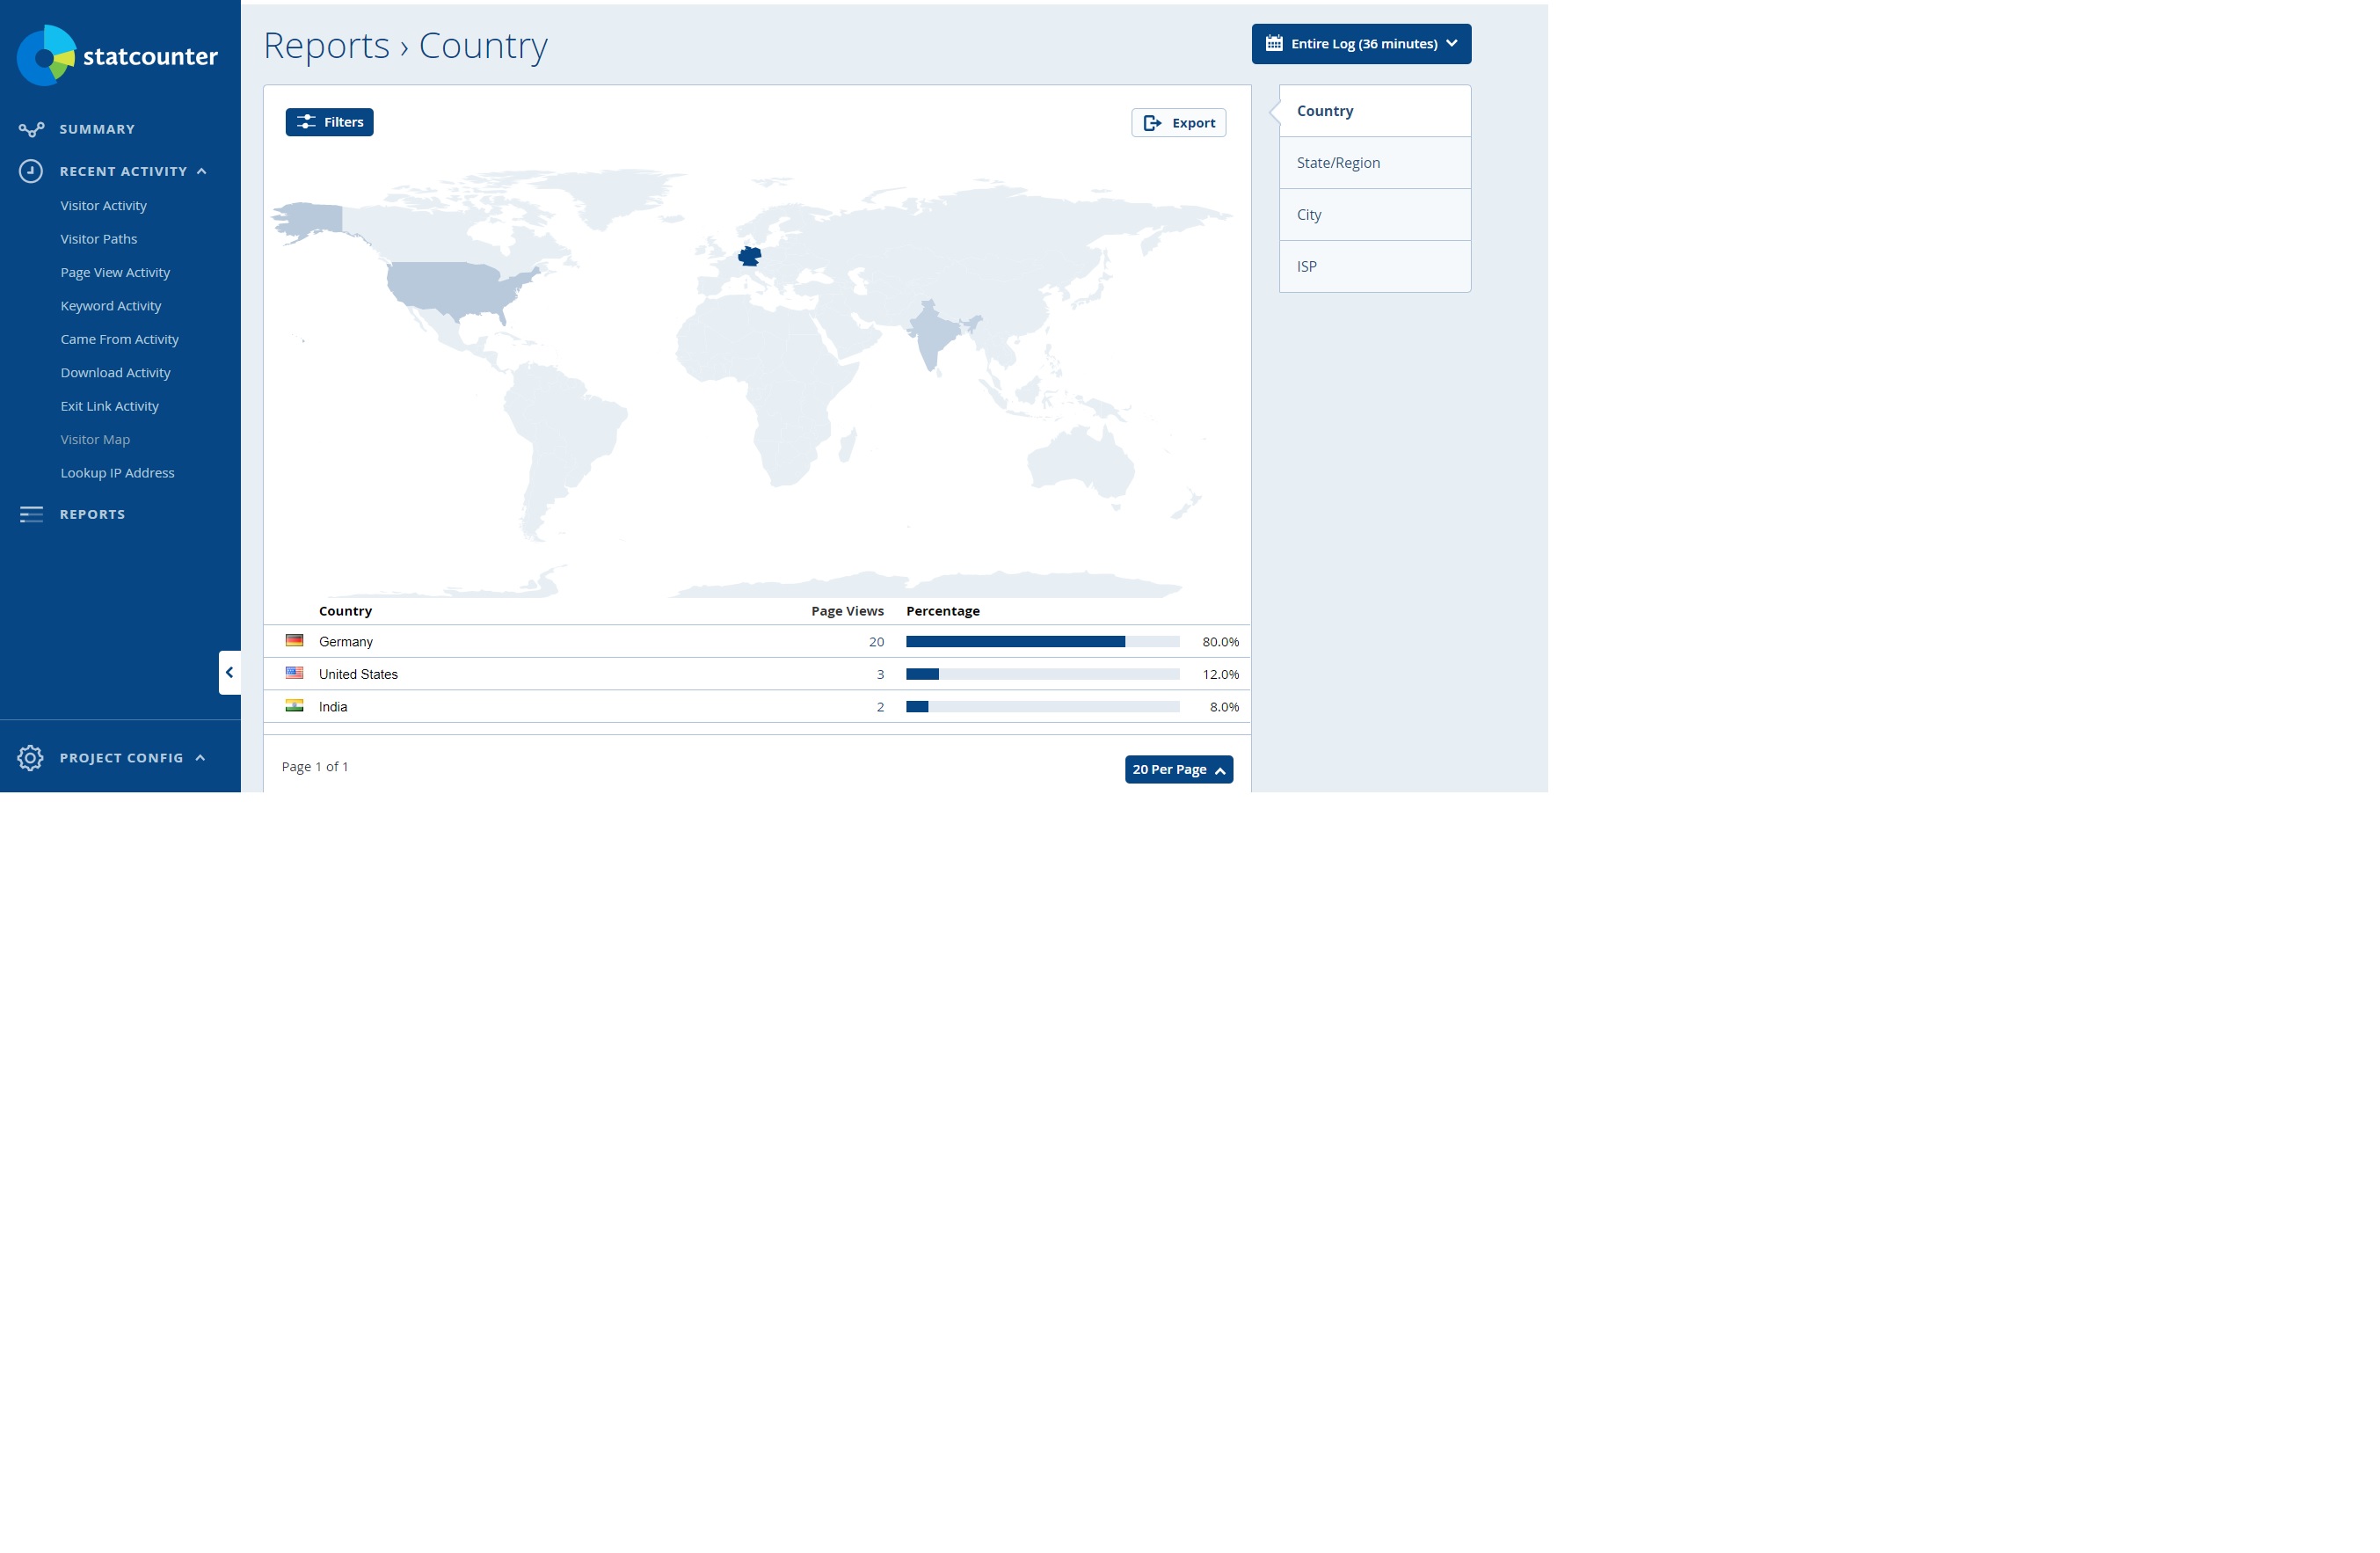 statcounter
SUMMARY
RECENT ACTIVITY
Visitor Activity
Visitor Paths
Page View Activity
Keyword Activity
Came From Activity
Download Activity
Exit Link Activity
Visitor Map
Lookup IP Address
REPORTS
PROJECT CONFIG
Reports › Country
Entire Log (36 minutes)
Filters
Export
Country
State/Region
City
ISP
Country Page Views Percentage
Germany 20 80.0%
United States 3 12.0%
India 2 8.0%
Page 1 of 1
20 Per Page